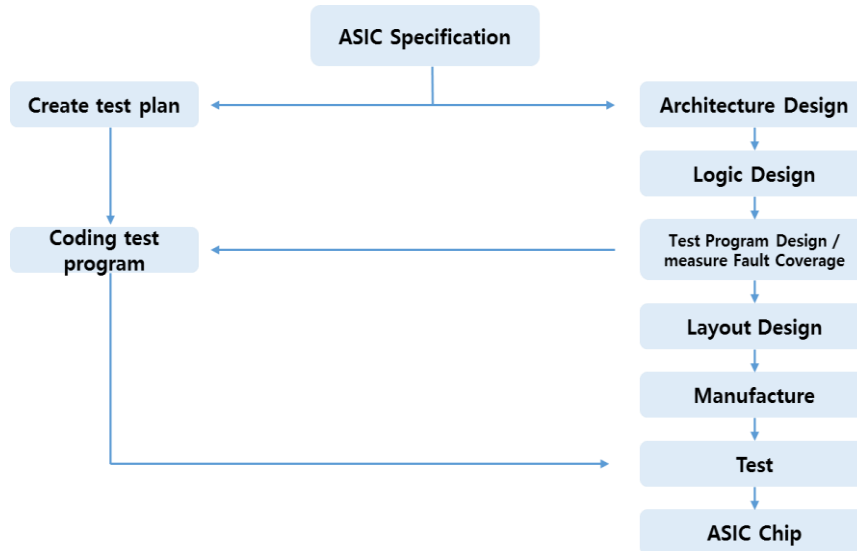 ASIC Specification
Create test plan
Architecture Design
Logic Design
Coding test
program
Test Program Design /
measure Fault Coverage
Layout Design
Manufacture
Test
ASIC Chip